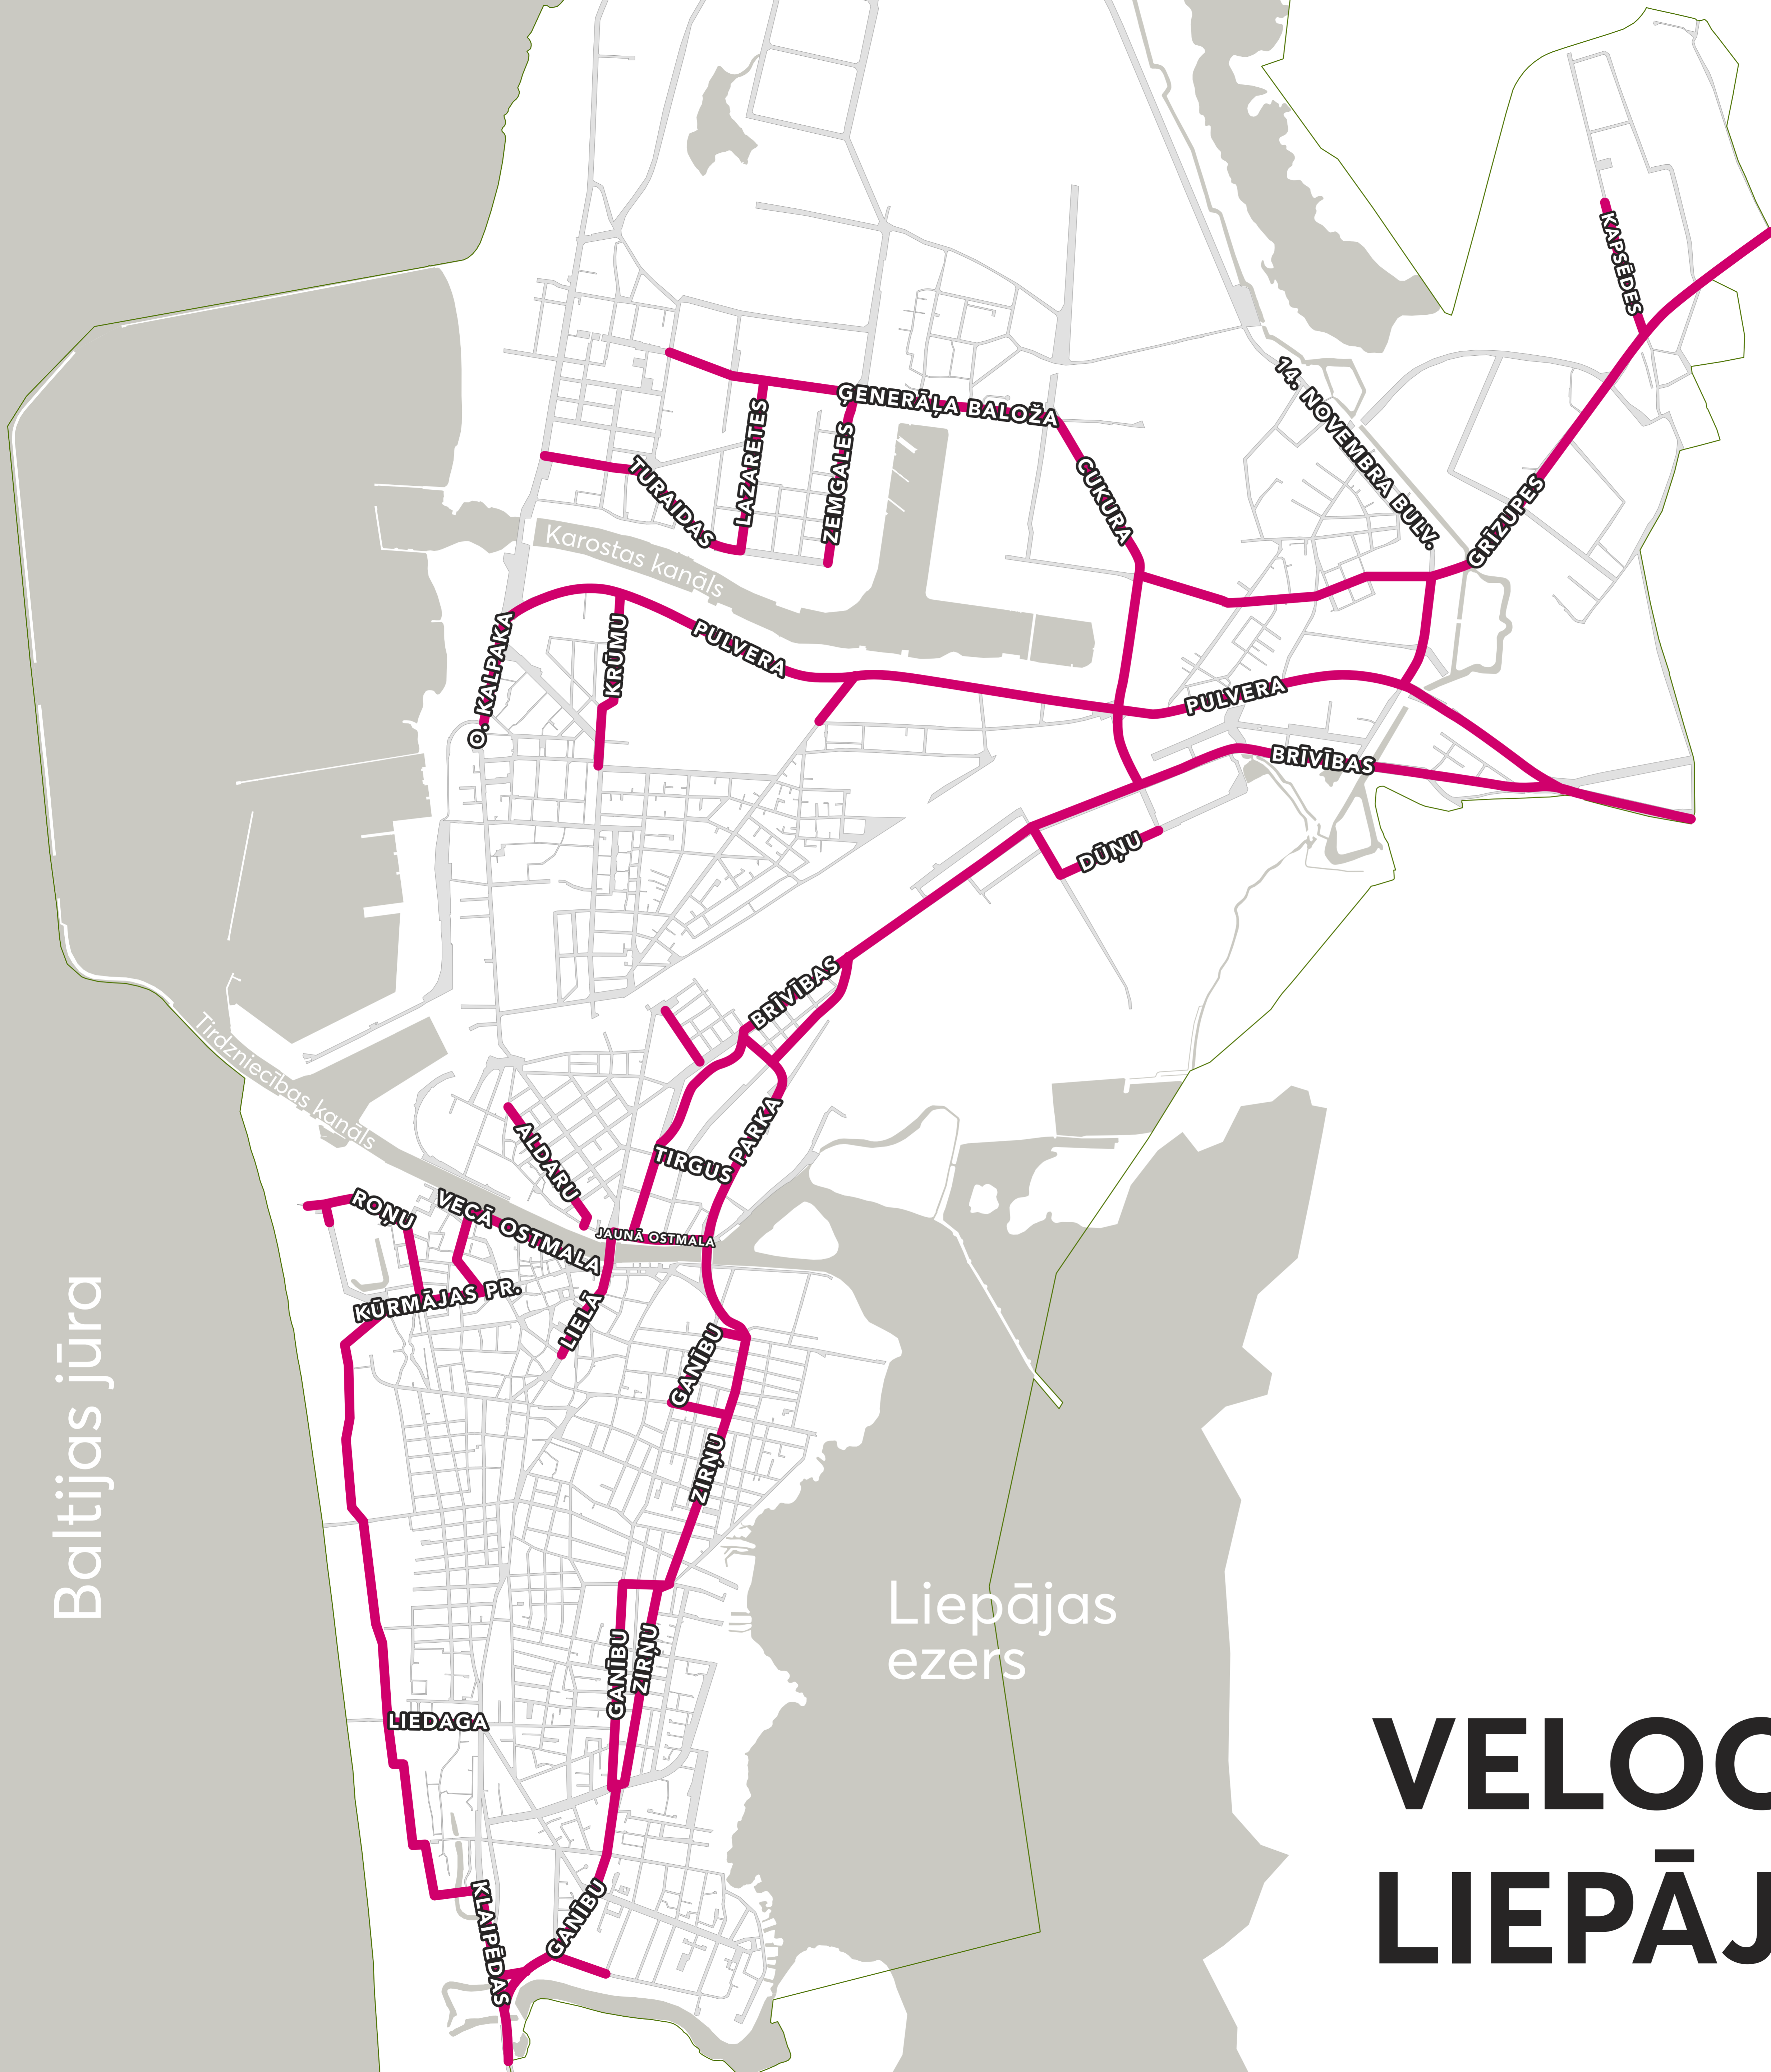 KAPSĒDES
ĢENERĀĻA BALOŽA
14. NOVEMBRA BULV.
LAZARETES
ZEMGALES
TURAIDAS
CUKURA
GRĪZUPES
Karostas kanāls
O. KALPAKA
KRŪMU
PULVERA
PULVERA
BRĪVĪBAS
DŪŅU
BRĪVĪBAS
Tirdzniecības kanāls
ALDARU
PARKA
TIRGUS
ROŅU
VECĀ OSTMALA
JAUNĀ OSTMALA
KŪRMĀJAS PR.
LIELĀ
GANĪBU
Baltijas jūra
ZIRŅU
Liepājas
ezers
GANĪBU
ZIRŅU
LIEDAGA
VELOC
LIEPĀJ
KLAIPĒDAS
GANĪBU